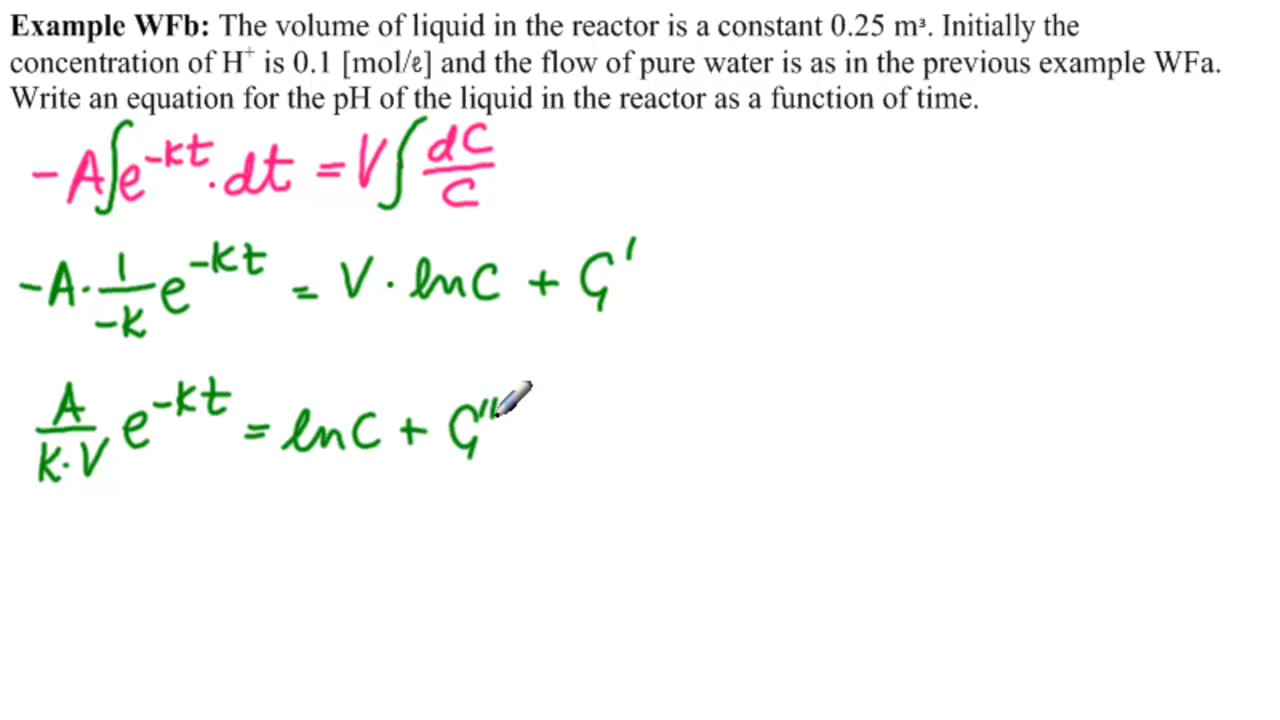 Example WFb: The volume of liquid in the reactor is a constant 0.25 m³. Initially the
concentration of H⁺ is 0.1 [mol/ℓ] and the flow of pure water is as in the previous example WFa.
Write an equation for the pH of the liquid in the reactor as a function of time.
-A∫e^{-kt}.dt = V∫dC/C
-A·1/-k e^{-kt} = V·lnC + C₁'
A/k·V e^{-kt} = lnC + C₁''